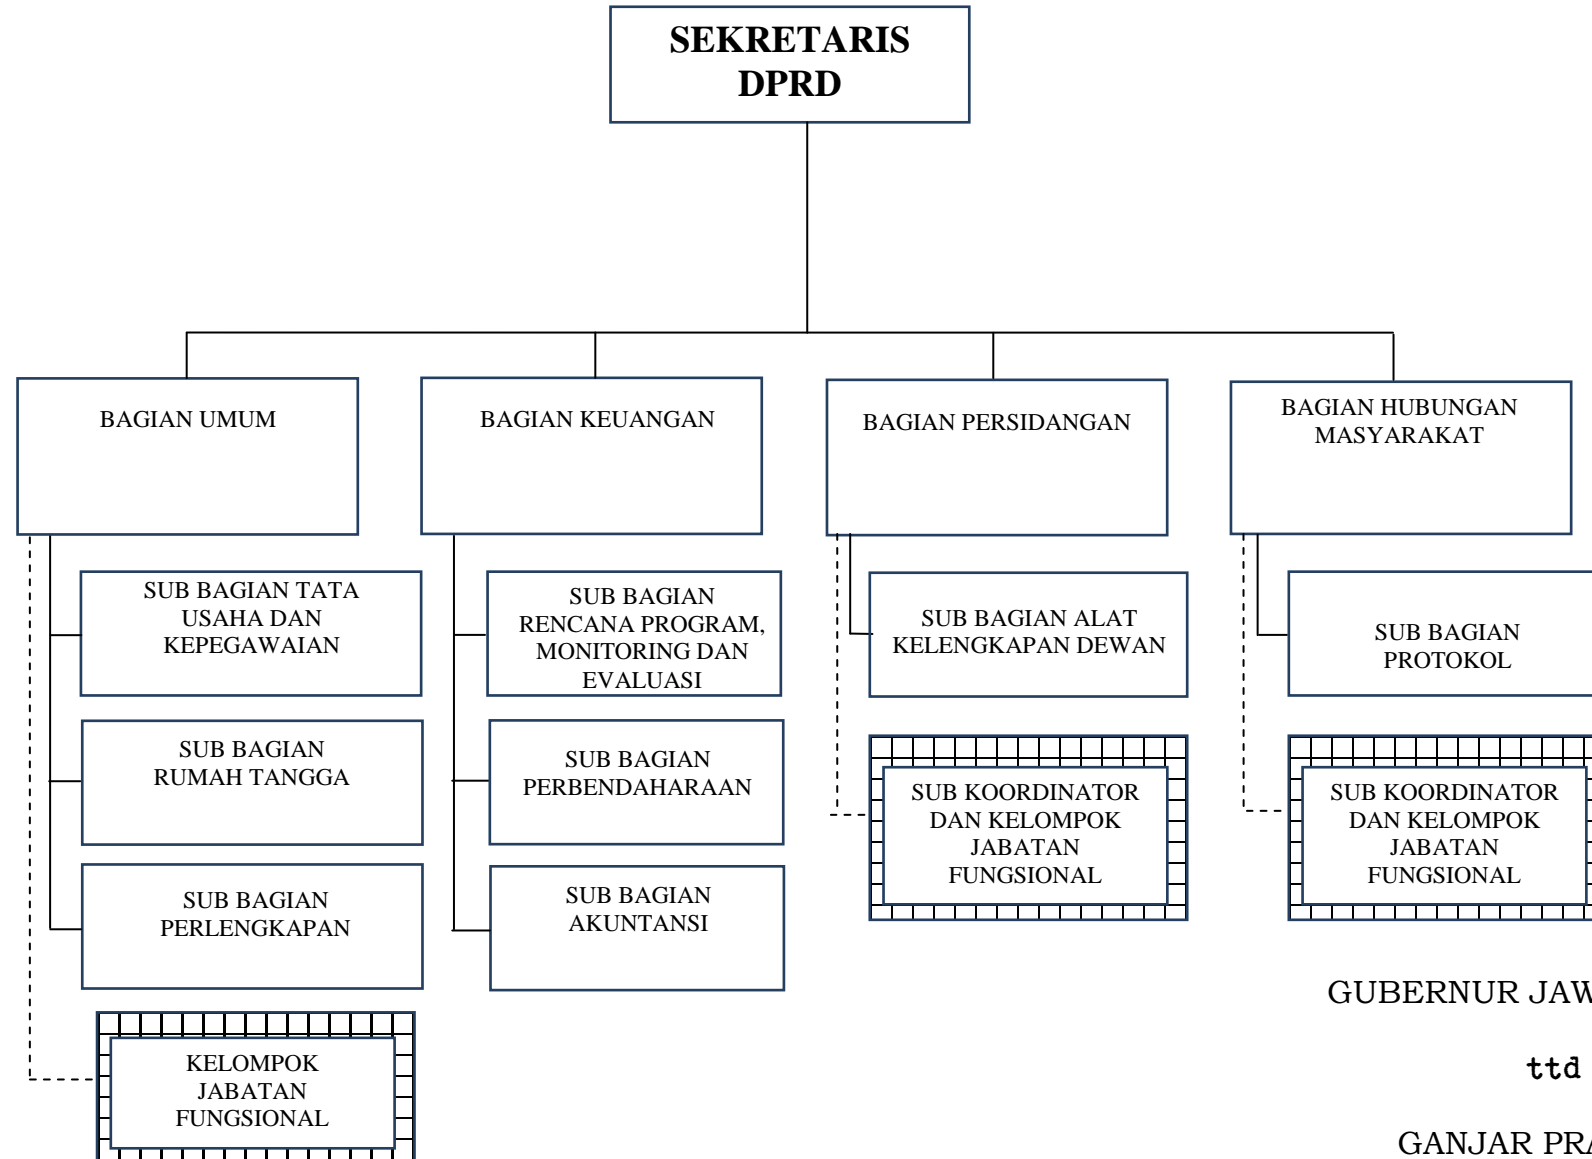 SEKRETARIS
DPRD
BAGIAN UMUM
BAGIAN KEUANGAN
BAGIAN PERSIDANGAN
BAGIAN HUBUNGAN
MASYARAKAT
SUB BAGIAN TATA
USAHA DAN
KEPEGAWAIAN
SUB BAGIAN
RUMAH TANGGA
SUB BAGIAN
PERLENGKAPAN
KELOMPOK
JABATAN
FUNGSIONAL
SUB BAGIAN
RENCANA PROGRAM,
MONITORING DAN
EVALUASI
SUB BAGIAN
PERBENDAHARAAN
SUB BAGIAN
AKUNTANSI
SUB BAGIAN ALAT
KELENGKAPAN DEWAN
SUB KOORDINATOR
DAN KELOMPOK
JABATAN
FUNGSIONAL
SUB BAGIAN
PROTOKOL
SUB KOORDINATOR
DAN KELOMPOK
JABATAN
FUNGSIONAL
GUBERNUR
ttd
GANJAR